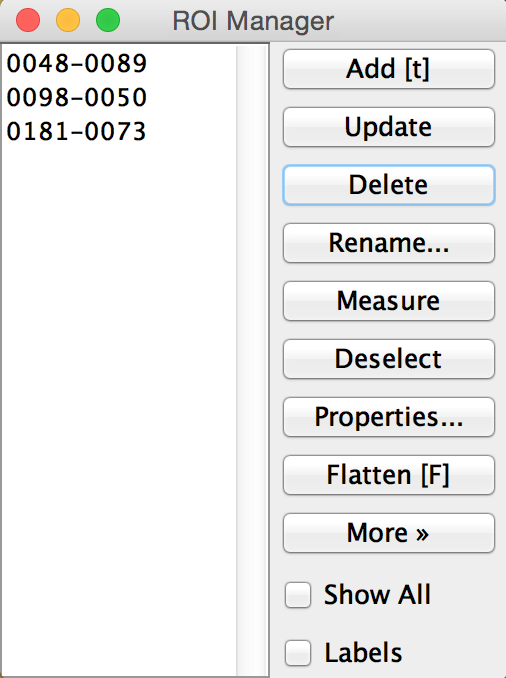 ROI Manager
0048-0089
0098-0050
0181-0073
Add [t]
Update
Delete
Rename...
Measure
Deselect
Properties...
Flatten [F]
More »
Show All
Labels